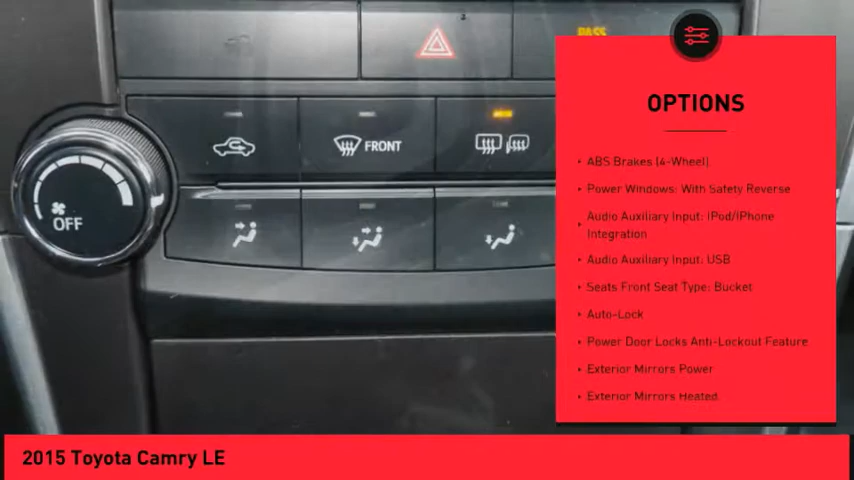 PASS
OPTIONS
FRONT
• ABS Brakes (4-Wheel)
• Power Windows: With Safety Reverse
• Audio Auxiliary Input: IPod/iPhone
Integration
• Audio Auxiliary Input: USB
• Seats Front Seat Type: Bucket
• Auto-Lock
• Power Door Locks Anti-Lockout Feature
• Exterior Mirrors Power
• Exterior Mirrors Heated
OFF
2015 Toyota Camry LE